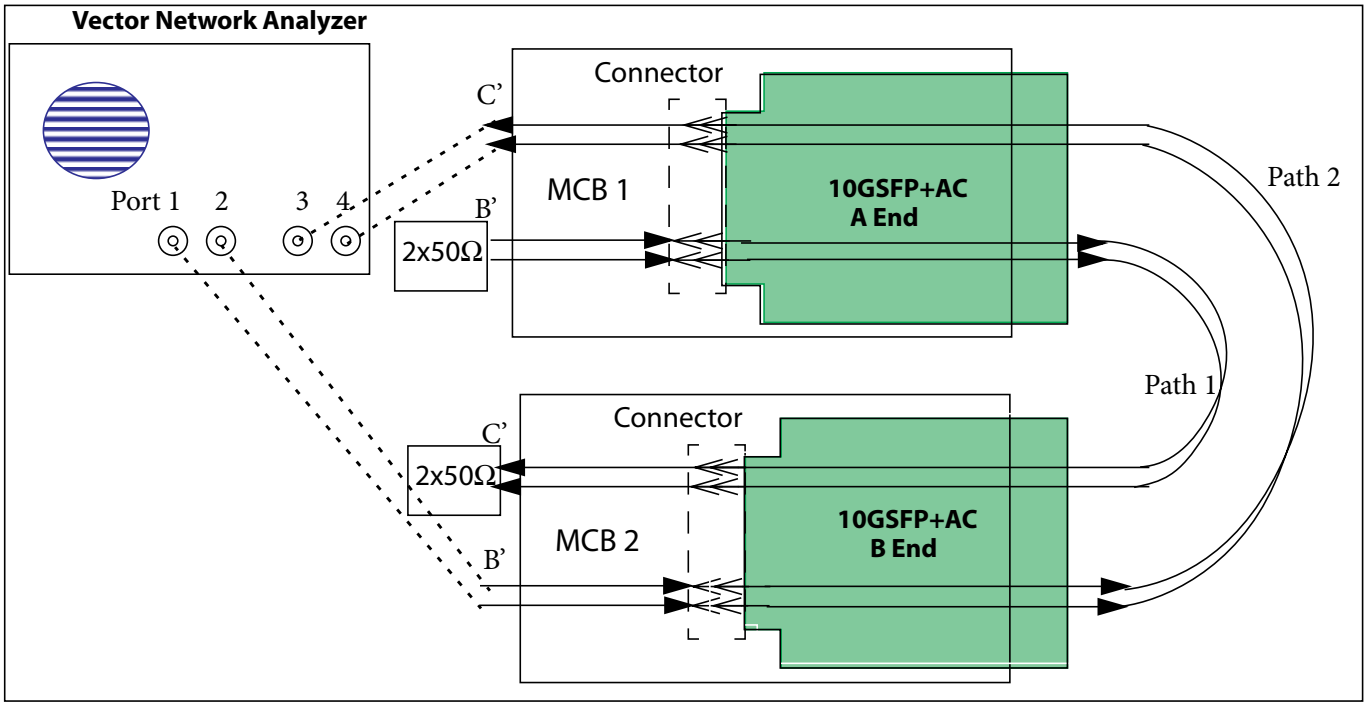 Vector Network Analyzer
Port 1 2 3 4
C’
Connector
MCB 1
B’
2x50Ω
10GSFP+AC
A End
Path 2
Path 1
Connector
C’
2x50Ω
MCB 2
B’
10GSFP+AC
B End